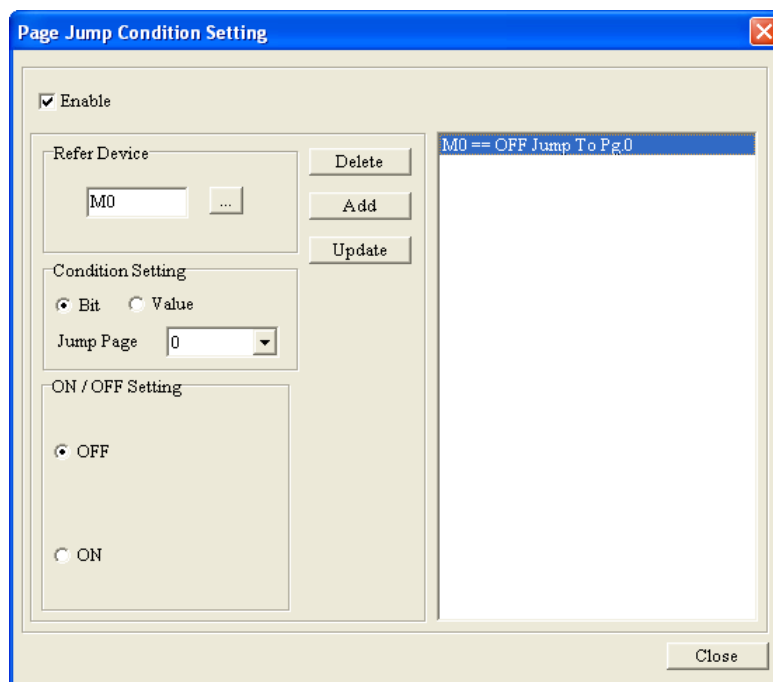 Page Jump Condition Setting
Enable
Refer Device
M0
...
Delete
Add
Update
Condition Setting
Bit
Value
Jump Page
0
ON / OFF Setting
OFF
ON
M0 == OFF Jump To Pg.0
Close